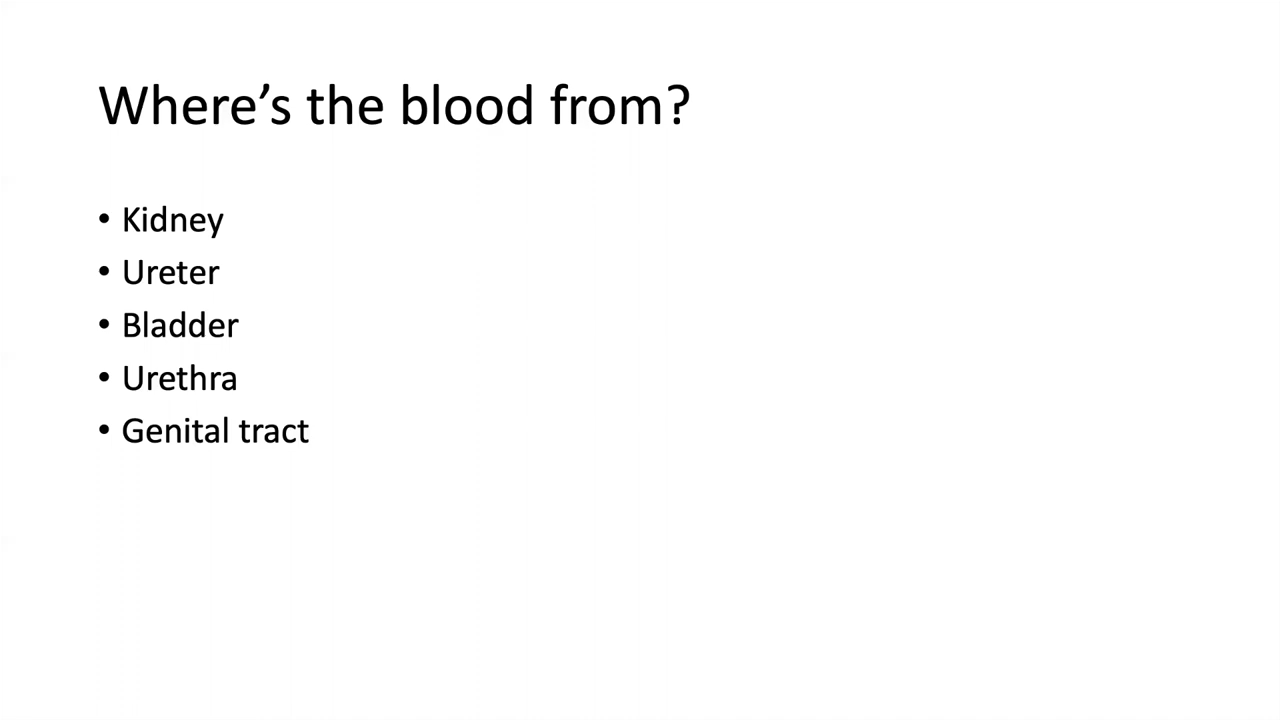 Where’s the blood from?
• Kidney
• Ureter
• Bladder
• Urethra
• Genital tract